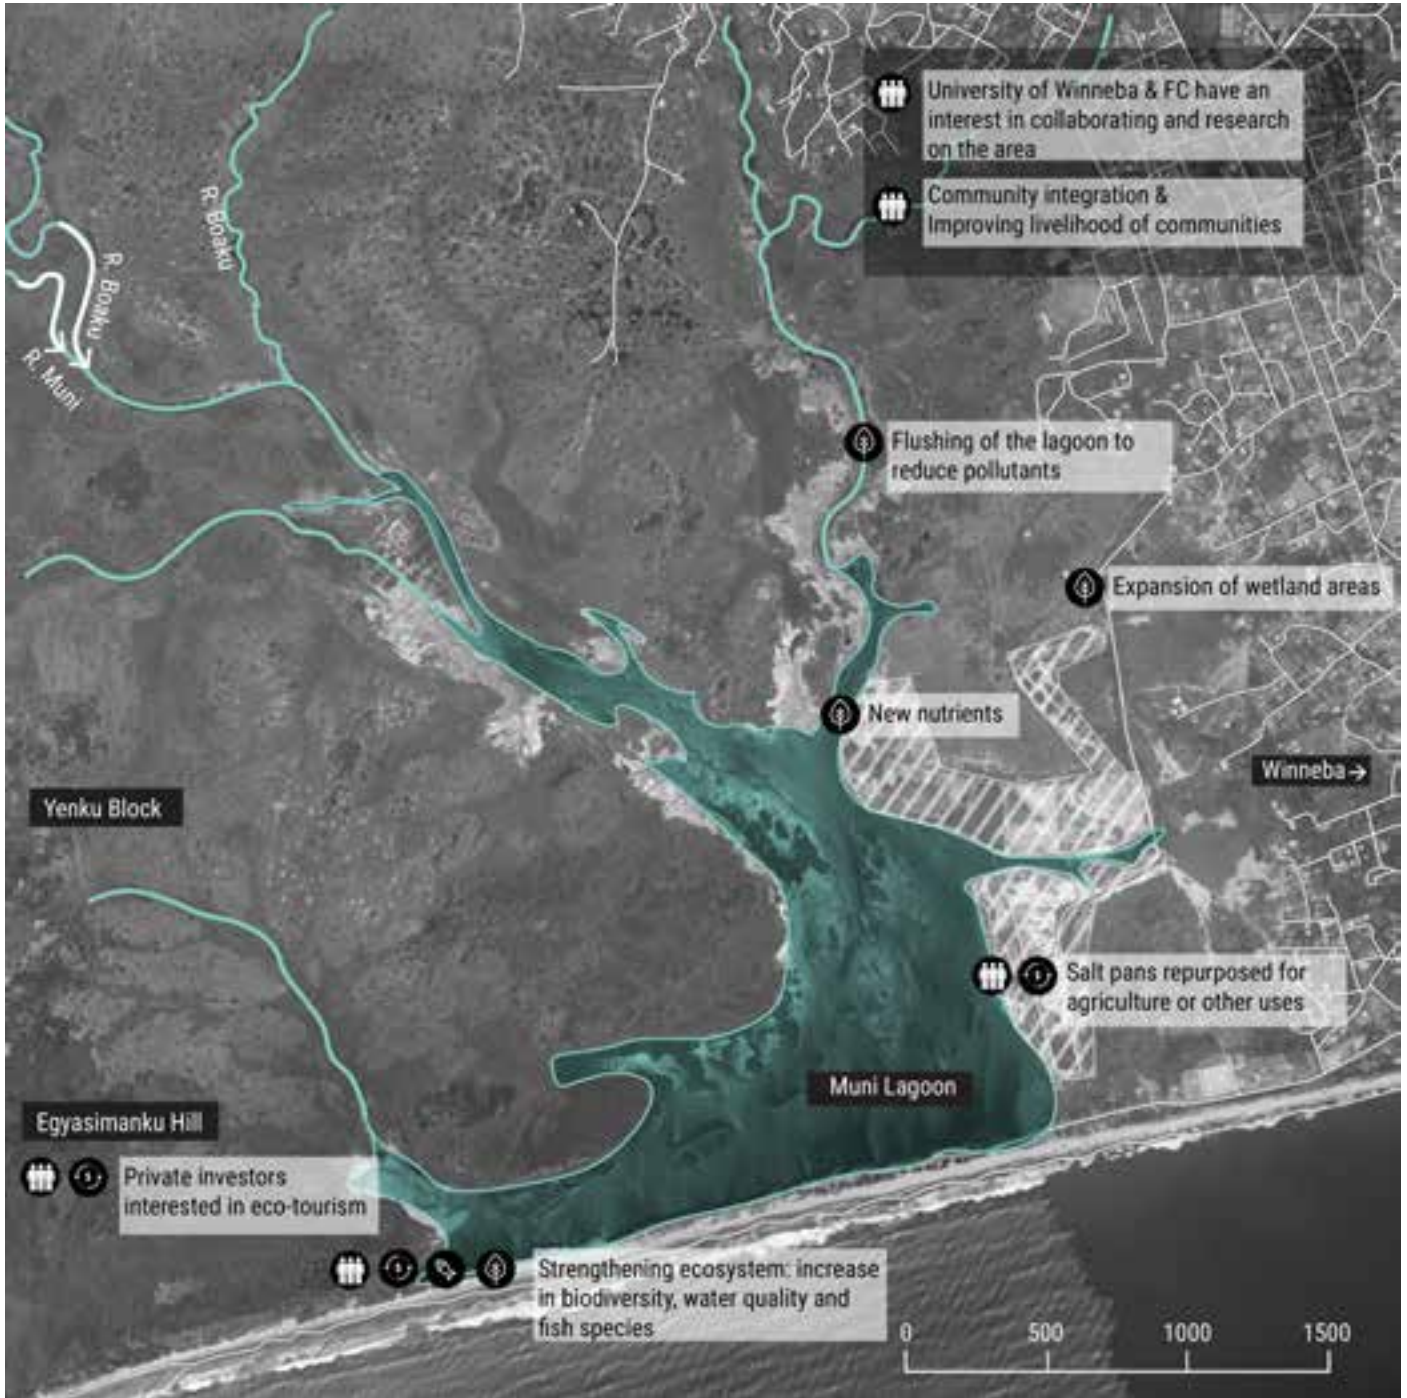 University of Winneba & FC have an
interest in collaborating and research
on the area
Community integration &
Improving livelihood of communities
R. Boaku
R. Boaku
R. Muni
Flushing of the lagoon to
reduce pollutants
Expansion of wetland areas
New nutrients
Winneba→
Yenku Block
Salt pans repurposed for
agriculture or other uses
Muni Lagoon
Egyasimanku Hill
Private investors
interested in eco-tourism
Strengthening ecosystem: increase
in biodiversity, water quality and
fish species
0 500 1000 1500